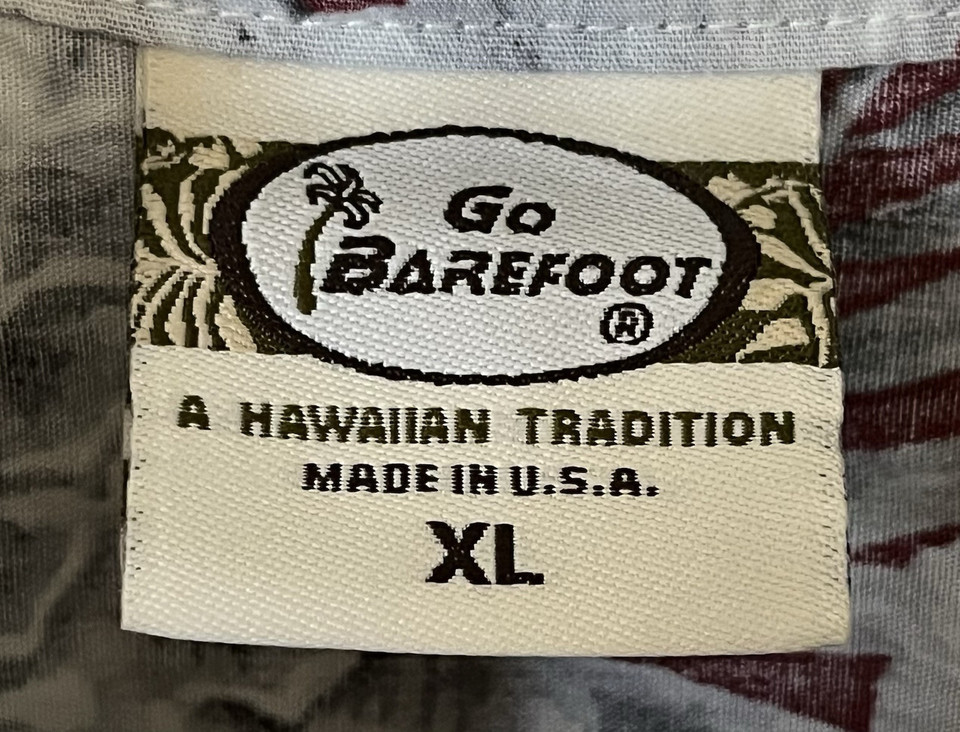 Go
BAREFOOT
®
A HAWAIIAN TRADITION
MADE IN U.S.A.
XL